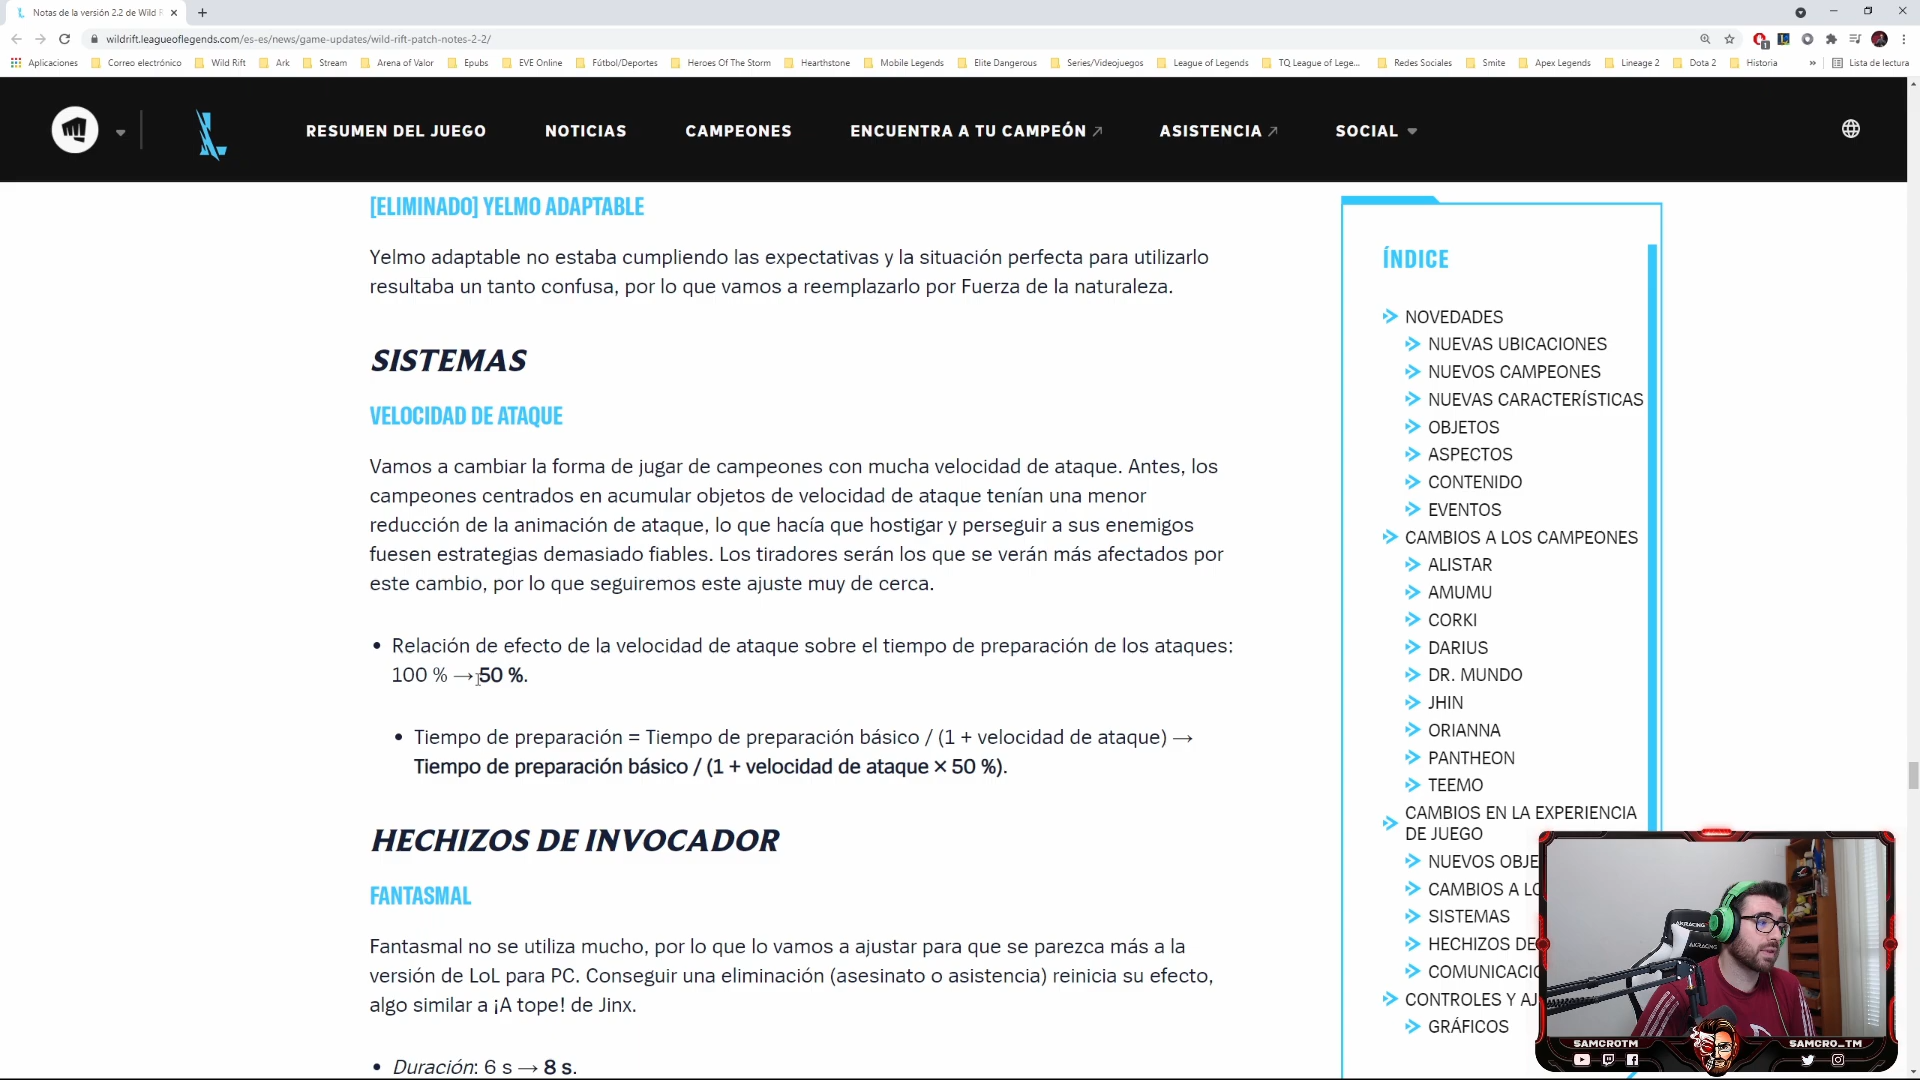 Notas de la versión 2.2 de Wild R
wildrift.leagueoflegends.com/es-es/news/game-updates/wild-rift-patch-notes-2-2/
Aplicaciones
Correo electrónico
Wild Rift
Ark
Stream
Arena of Valor
Epubs
EVE Online
Fútbol/Deportes
Heroes Of The Storm
Hearthstone
Mobile Legends
Elite Dangerous
Series/Videojuegos
League of Legends
TQ League of Lege...
Redes Sociales
Smite
Apex Legends
Lineage 2
Dota 2
Historia
»
Lista de lectura
RESUMEN DEL JUEGO
NOTICIAS
CAMPEONES
ENCUENTRA A TU CAMPEÓN
ASISTENCIA
SOCIAL
[ELIMINADO] YELMO ADAPTABLE
Yelmo adaptable no estaba cumpliendo las expectativas y la situación perfecta para utilizarlo
resultaba un tanto confusa, por lo que vamos a reemplazarlo por Fuerza de la naturaleza.
SISTEMAS
VELOCIDAD DE ATAQUE
Vamos a cambiar la forma de jugar de campeones con mucha velocidad de ataque. Antes, los
campeones centrados en acumular objetos de velocidad de ataque tenían una menor
reducción de la animación de ataque, lo que hacía que hostigar y perseguir a sus enemigos
fuesen estrategias demasiado fiables. Los tiradores serán los que se verán más afectados por
este cambio, por lo que seguiremos este ajuste muy de cerca.
• Relación de efecto de la velocidad de ataque sobre el tiempo de preparación de los ataques:
100 % → 50 %.
• Tiempo de preparación = Tiempo de preparación básico / (1 + velocidad de ataque) →
Tiempo de preparación básico / (1 + velocidad de ataque × 50 %).
HECHIZOS DE INVOCADOR
FANTASMAL
Fantasmal no se utiliza mucho, por lo que lo vamos a ajustar para que se parezca más a la
versión de LoL para PC. Conseguir una eliminación (asesinato o asistencia) reinicia su efecto,
algo similar a ¡A tope! de Jinx.
• Duración: 6 s → 8 s.
ÍNDICE
NOVEDADES
NUEVAS UBICACIONES
NUEVOS CAMPEONES
NUEVAS CARACTERÍSTICAS
OBJETOS
ASPECTOS
CONTENIDO
EVENTOS
CAMBIOS A LOS CAMPEONES
ALISTAR
AMUMU
CORKI
DARIUS
DR. MUNDO
JHIN
ORIANNA
PANTHEON
TEEMO
CAMBIOS EN LA EXPERIENCIA
DE JUEGO
NUEVOS OBJE
CAMBIOS A LO
SISTEMAS
HECHIZOS DE
COMUNICACIO
CONTROLES Y AJ
GRÁFICOS
AKRACING
AKRACING
SAMCROTM
SAMCRO_TM